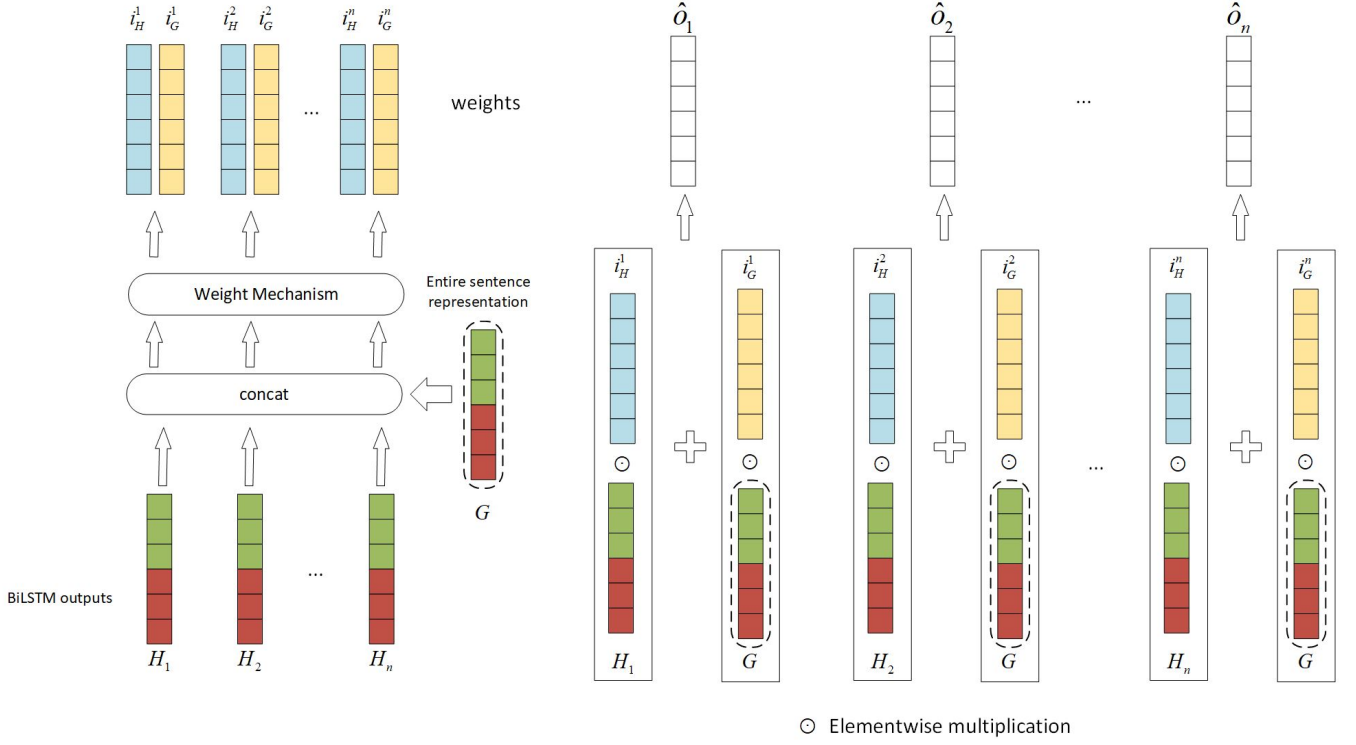 i_H^1 i_G^1 i_H^2 i_G^2 i_H^n i_G^n
...
weights
Weight Mechanism
Entire sentence
representation
concat
G
...
BiLSTM outputs
H_1 H_2 H_n
ô_1 ô_2 ô_n
...
i_H^1 i_G^1 i_H^2 i_G^2 i_H^n i_G^n
+ + +
⊙ ⊙ ⊙ ⊙ ⊙ ⊙
...
H_1 G H_2 G H_n G
⊙ Elementwise multiplication